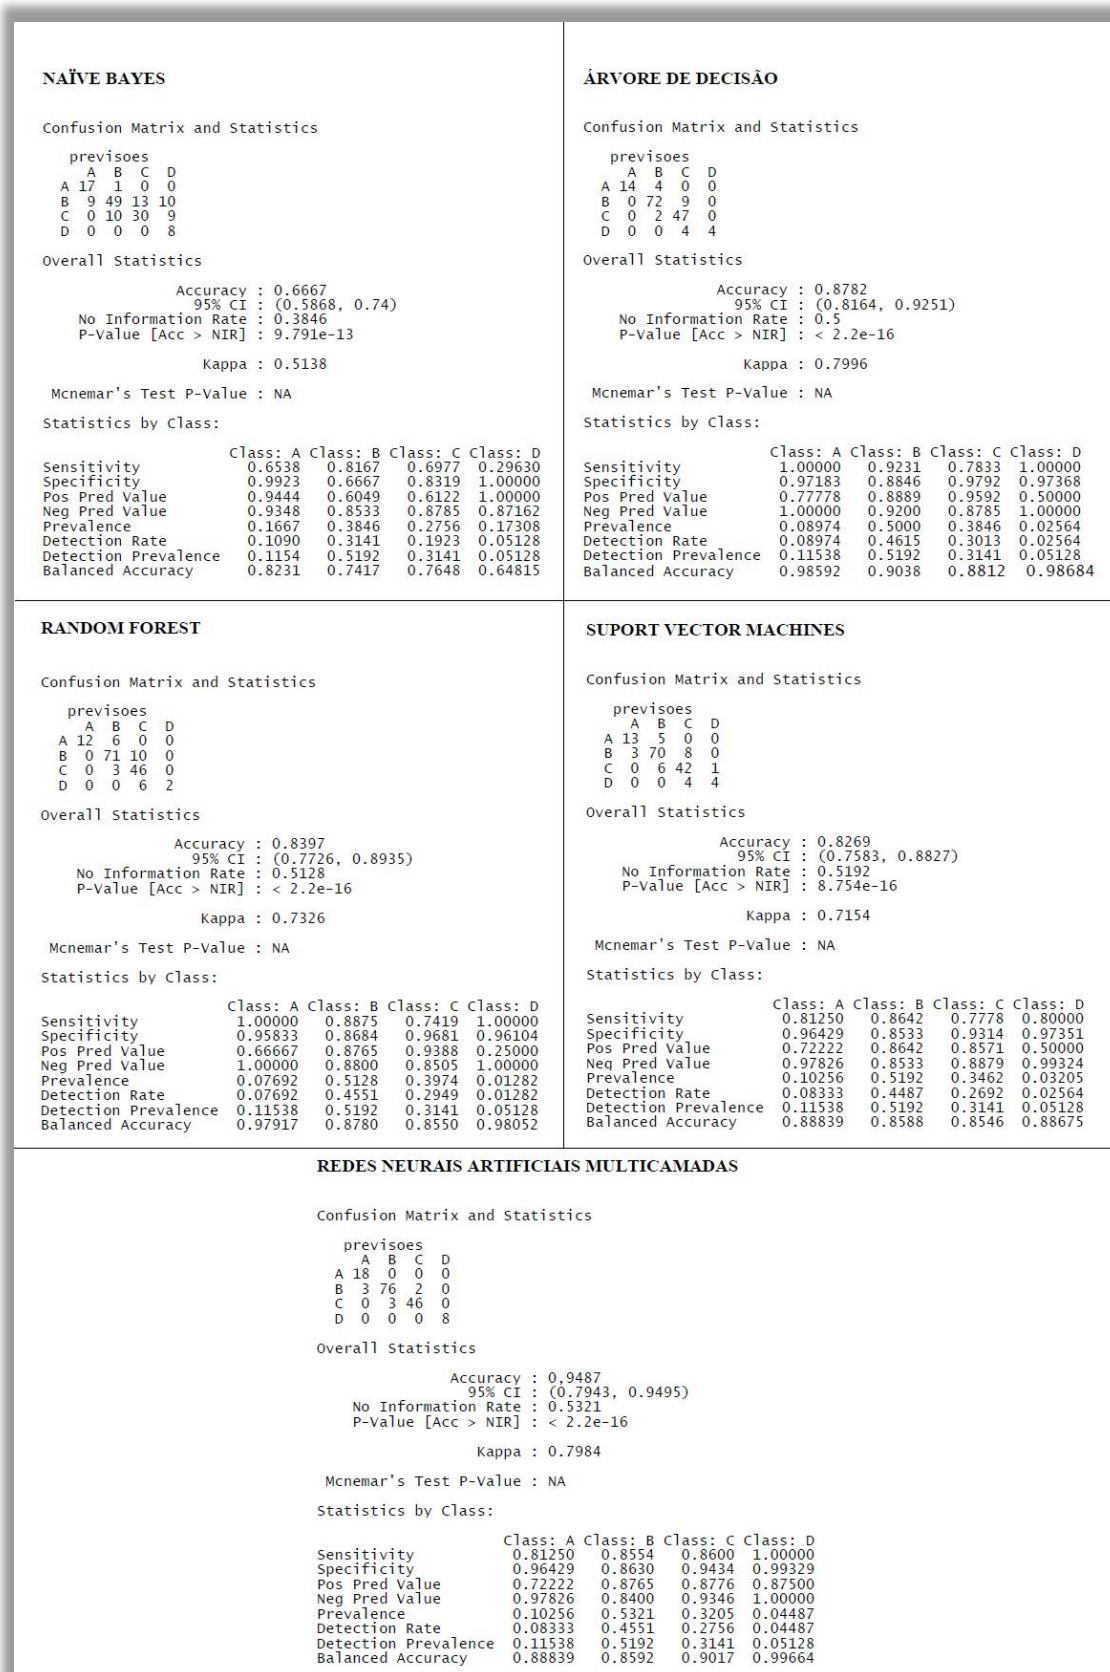 NAÏVE BAYES
Confusion Matrix and Statistics
previsoes
A B C D
A 17 1 0 0
B 9 49 13 10
C 0 10 30 9
D 0 0 0 8
Overall Statistics
Accuracy : 0.6667
95% CI : (0.5868, 0.74)
No Information Rate : 0.3846
P-Value [Acc > NIR] : 9.791e-13
Kappa : 0.5138
Mcnemar's Test P-Value : NA
Statistics by Class:
Class: A Class: B Class: C Class: D
Sensitivity 0.6538 0.8167 0.6977 0.29630
Specificity 0.9923 0.6667 0.8319 1.00000
Pos Pred Value 0.9444 0.6049 0.6122 1.00000
Neg Pred Value 0.9348 0.8533 0.8785 0.87162
Prevalence 0.1667 0.3846 0.2756 0.17308
Detection Rate 0.1090 0.3141 0.1923 0.05128
Detection Prevalence 0.1154 0.5192 0.3141 0.05128
Balanced Accuracy 0.8231 0.7417 0.7648 0.64815
ÁRVORE DE DECISÃO
Confusion Matrix and Statistics
previsoes
A B C D
A 14 4 0 0
B 0 72 9 0
C 0 2 47 0
D 0 0 4 4
Overall Statistics
Accuracy : 0.8782
95% CI : (0.8164, 0.9251)
No Information Rate : 0.5
P-Value [Acc > NIR] : < 2.2e-16
Kappa : 0.7996
Mcnemar's Test P-Value : NA
Statistics by Class:
Class: A Class: B Class: C Class: D
Sensitivity 1.00000 0.9231 0.7833 1.00000
Specificity 0.97183 0.8846 0.9792 0.97368
Pos Pred Value 0.77778 0.8889 0.9592 0.50000
Neg Pred Value 1.00000 0.9200 0.8785 1.00000
Prevalence 0.08974 0.5000 0.3846 0.02564
Detection Rate 0.08974 0.4615 0.3013 0.02564
Detection Prevalence 0.11538 0.5192 0.3141 0.05128
Balanced Accuracy 0.98592 0.9038 0.8812 0.98684
RANDOM FOREST
Confusion Matrix and Statistics
previsoes
A B C D
A 12 6 0 0
B 0 71 10 0
C 0 3 46 0
D 0 0 6 2
Overall Statistics
Accuracy : 0.8397
95% CI : (0.7726, 0.8935)
No Information Rate : 0.5128
P-Value [Acc > NIR] : < 2.2e-16
Kappa : 0.7326
Mcnemar's Test P-Value : NA
Statistics by Class:
Class: A Class: B Class: C Class: D
Sensitivity 1.00000 0.8875 0.7419 1.00000
Specificity 0.95833 0.8684 0.9681 0.96104
Pos Pred Value 0.66667 0.8765 0.9388 0.25000
Neg Pred Value 1.00000 0.8800 0.8505 1.00000
Prevalence 0.07692 0.5128 0.3974 0.01282
Detection Rate 0.07692 0.4551 0.2949 0.01282
Detection Prevalence 0.11538 0.5192 0.3141 0.05128
Balanced Accuracy 0.97917 0.8780 0.8550 0.98052
SUPORT VECTOR MACHINES
Confusion Matrix and Statistics
previsoes
A B C D
A 13 5 0 0
B 3 70 8 0
C 0 6 42 1
D 0 0 4 4
Overall Statistics
Accuracy : 0.8269
95% CI : (0.7583, 0.8827)
No Information Rate : 0.5192
P-Value [Acc > NIR] : 8.754e-16
Kappa : 0.7154
Mcnemar's Test P-Value : NA
Statistics by Class:
Class: A Class: B Class: C Class: D
Sensitivity 0.81250 0.8642 0.7778 0.80000
Specificity 0.96429 0.8533 0.9314 0.97351
Pos Pred Value 0.72222 0.8642 0.8571 0.50000
Neg Pred Value 0.97826 0.8533 0.8879 0.99324
Prevalence 0.10256 0.5192 0.3462 0.03205
Detection Rate 0.08333 0.4487 0.2692 0.02564
Detection Prevalence 0.11538 0.5192 0.3141 0.05128
Balanced Accuracy 0.88839 0.8588 0.8546 0.88675
REDES NEURAIS ARTIFICIAIS MULTICAMADAS
Confusion Matrix and Statistics
previsoes
A B C D
A 18 0 0 0
B 3 76 2 0
C 0 3 46 0
D 0 0 0 8
Overall Statistics
Accuracy : 0,9487
95% CI : (0.7943, 0.9495)
No Information Rate : 0.5321
P-Value [Acc > NIR] : < 2.2e-16
Kappa : 0.7984
Mcnemar's Test P-Value : NA
Statistics by Class:
Class: A Class: B Class: C Class: D
Sensitivity 0.81250 0.8554 0.8600 1.00000
Specificity 0.96429 0.8630 0.9434 0.99329
Pos Pred Value 0.72222 0.8765 0.8776 0.87500
Neg Pred Value 0.97826 0.8400 0.9346 1.00000
Prevalence 0.10256 0.5321 0.3205 0.04487
Detection Rate 0.08333 0.4551 0.2756 0.04487
Detection Prevalence 0.11538 0.5192 0.3141 0.05128
Balanced Accuracy 0.88839 0.8592 0.9017 0.99664